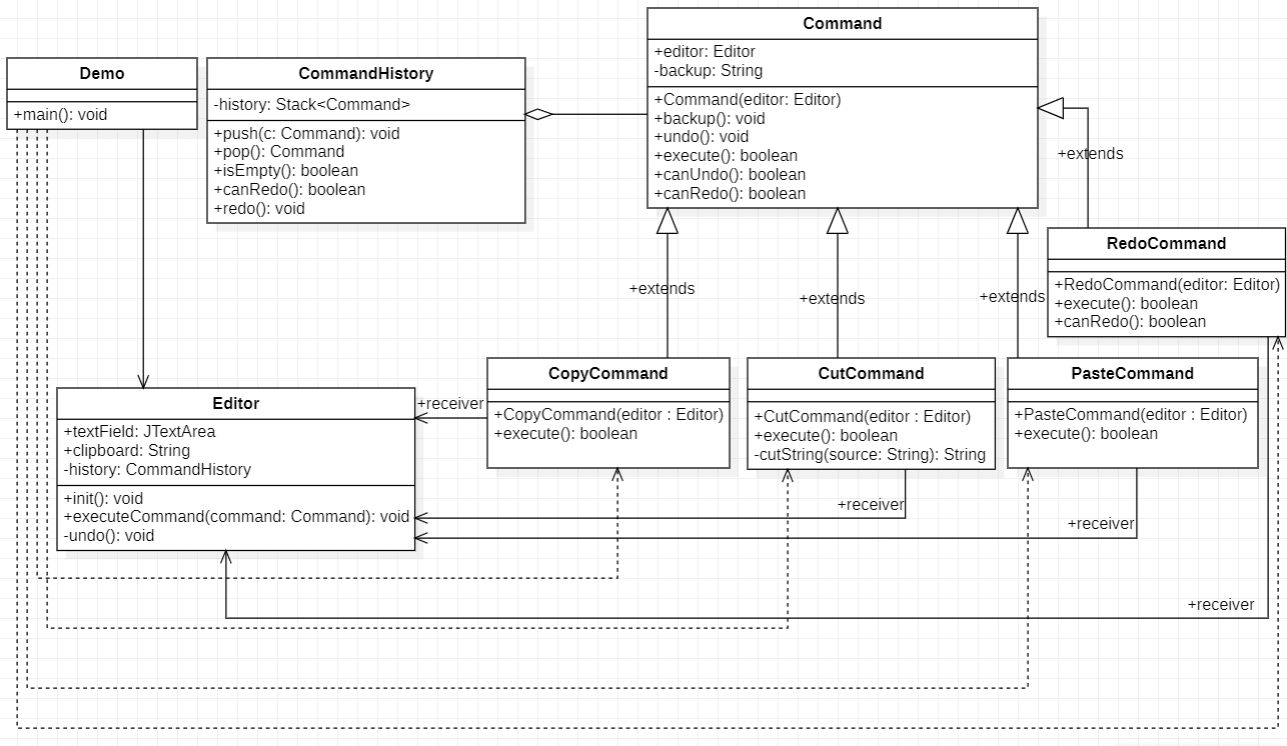 Demo
+main(): void
CommandHistory
-history: Stack<Command>
+push(c: Command): void
+pop(): Command
+isEmpty(): boolean
+canRedo(): boolean
+redo(): void
Command
+editor: Editor
-backup: String
+Command(editor: Editor)
+backup(): void
+undo(): void
+execute(): boolean
+canUndo(): boolean
+canRedo(): boolean
+extends
RedoCommand
+RedoCommand(editor: Editor)
+execute(): boolean
+canRedo(): boolean
+extends
+extends
+extends
Editor
+textField: JTextArea
+clipboard: String
-history: CommandHistory
+init(): void
+executeCommand(command: Command): void
-undo(): void
+receiver
CopyCommand
+CopyCommand(editor : Editor)
+execute(): boolean
CutCommand
+CutCommand(editor : Editor)
+execute(): boolean
-cutString(source: String): String
PasteCommand
+PasteCommand(editor : Editor)
+execute(): boolean
+receiver
+receiver
+receiver